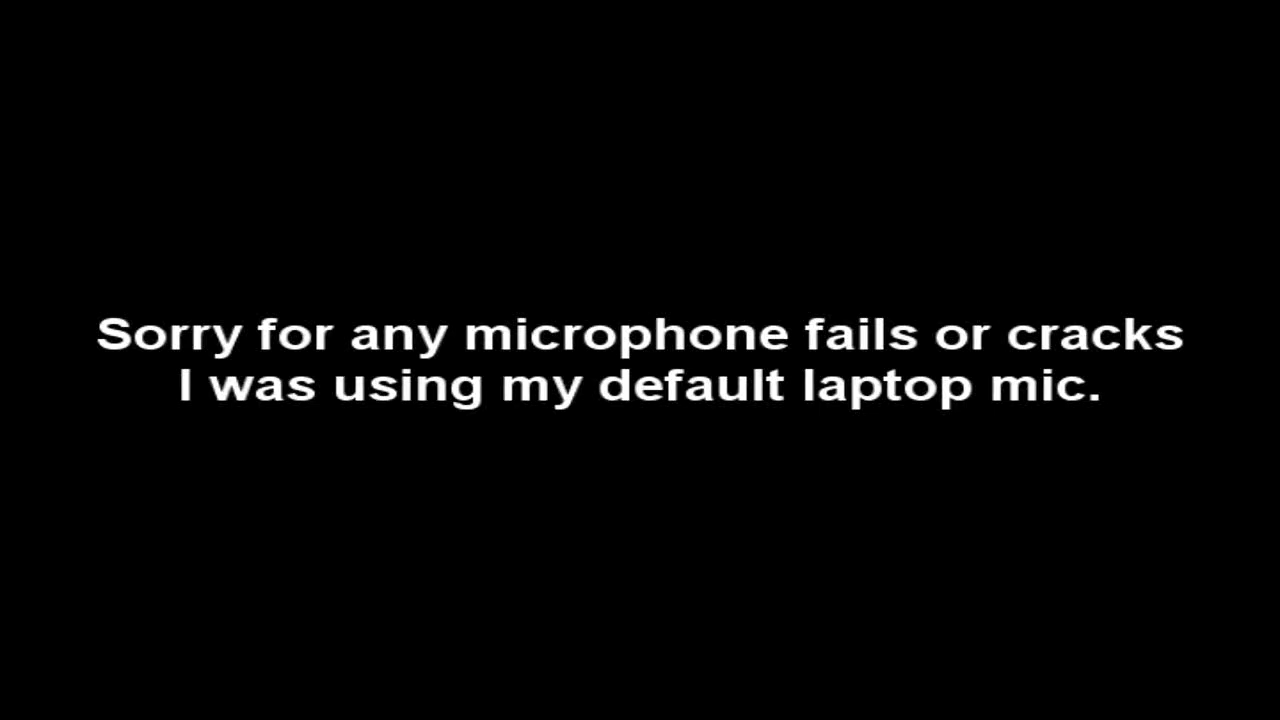 Sorry for any microphone fails or cracks
I was using my default laptop mic.